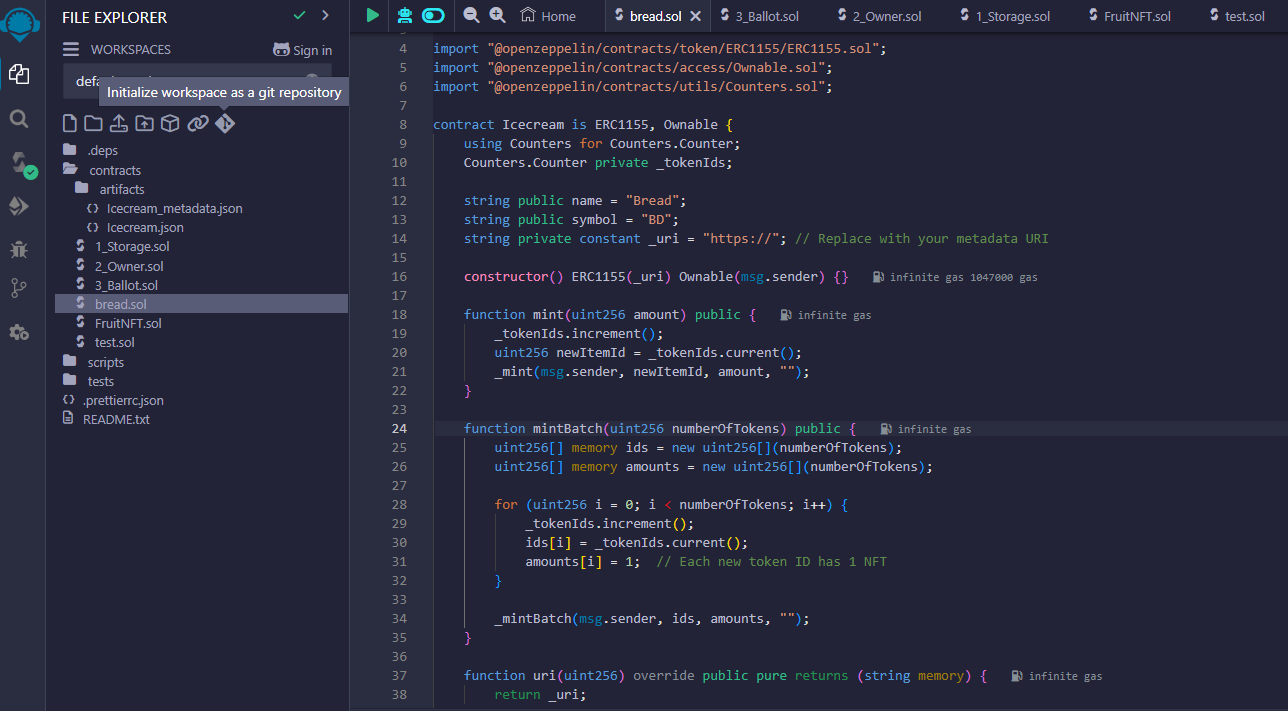 FILE EXPLORER
WORKSPACES
Sign in
Initialize workspace as a git repository
.deps
contracts
artifacts
Icecream_metadata.json
Icecream.json
1_Storage.sol
2_Owner.sol
3_Ballot.sol
bread.sol
FruitNFT.sol
test.sol
scripts
tests
.prettierrc.json
README.txt
Home bread.sol 3_Ballot.sol 2_Owner.sol 1_Storage.sol FruitNFT.sol test.sol
4 import "@openzeppelin/contracts/token/ERC1155/ERC1155.sol";
5 import "@openzeppelin/contracts/access/Ownable.sol";
6 import "@openzeppelin/contracts/utils/Counters.sol";
7
8 contract Icecream is ERC1155, Ownable {
9 using Counters for Counters.Counter;
10 Counters.Counter private _tokenIds;
11
12 string public name = "Bread";
13 string public symbol = "BD";
14 string private constant _uri = "https://"; // Replace with your metadata URI
15
16 constructor() ERC1155(_uri) Ownable(msg.sender) {} infinite gas 1047000 gas
17
18 function mint(uint256 amount) public { infinite gas
19 _tokenIds.increment();
20 uint256 newItemId = _tokenIds.current();
21 _mint(msg.sender, newItemId, amount, "");
22 }
23
24 function mintBatch(uint256 numberOfTokens) public { infinite gas
25 uint256[] memory ids = new uint256[](numberOfTokens);
26 uint256[] memory amounts = new uint256[](numberOfTokens);
27
28 for (uint256 i = 0; i < numberOfTokens; i++) {
29 _tokenIds.increment();
30 ids[i] = _tokenIds.current();
31 amounts[i] = 1; // Each new token ID has 1 NFT
32 }
33
34 _mintBatch(msg.sender, ids, amounts, "");
35 }
36
37 function uri(uint256) override public pure returns (string memory) { infinite gas
38 return _uri;